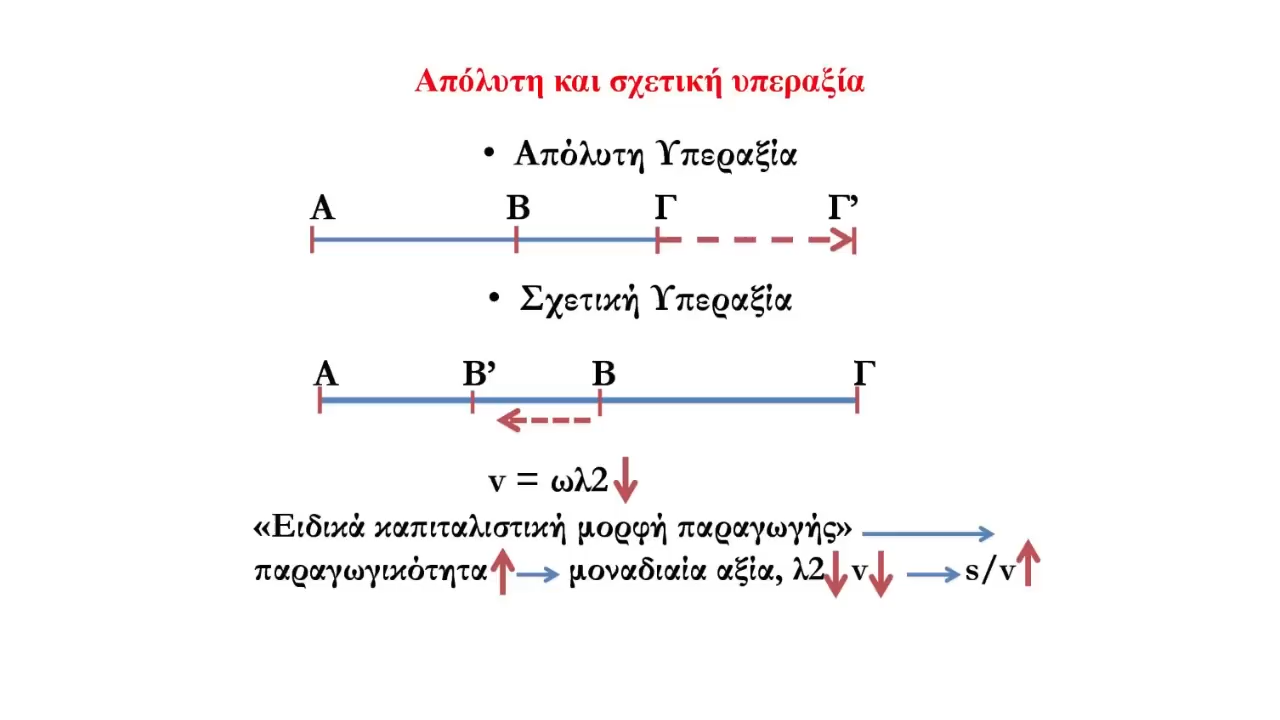 Απόλυτη και σχετική υπεραξία
• Απόλυτη Υπεραξία
Α Β Γ Γ’
• Σχετική Υπεραξία
Α Β’ Β Γ
v = ωλ2
«Ειδικά καπιταλιστική μορφή παραγωγής»
παραγωγικότητα μοναδιαία αξία, λ2 v s/v